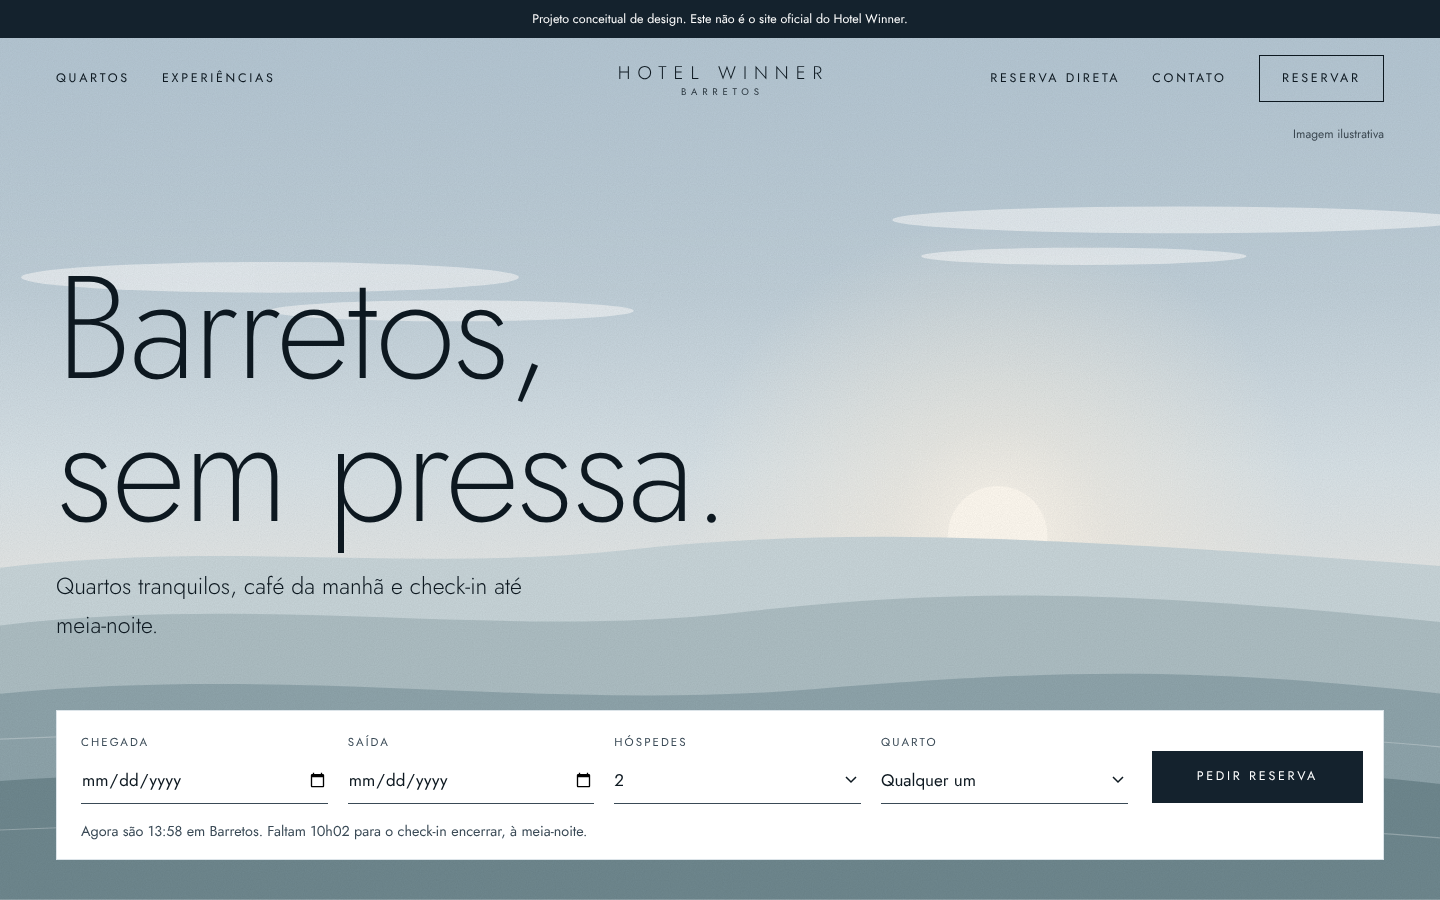 Projeto conceitual de design. Este não é o site oficial do Hotel Winner.
QUARTOS EXPERIÊNCIAS
HOTEL WINNER
BARRETOS
RESERVA DIRETA CONTATO RESERVAR
Imagem ilustrativa
Barretos,
sem pressa.
Quartos tranquilos, café da manhã e check-in até
meia-noite.
CHEGADA SAÍDA HÓSPEDES QUARTO
mm/dd/yyyy mm/dd/yyyy 2 Qualquer um
PEDIR RESERVA
Agora são 13:58 em Barretos. Faltam 10h02 para o check-in encerrar, à meia-noite.